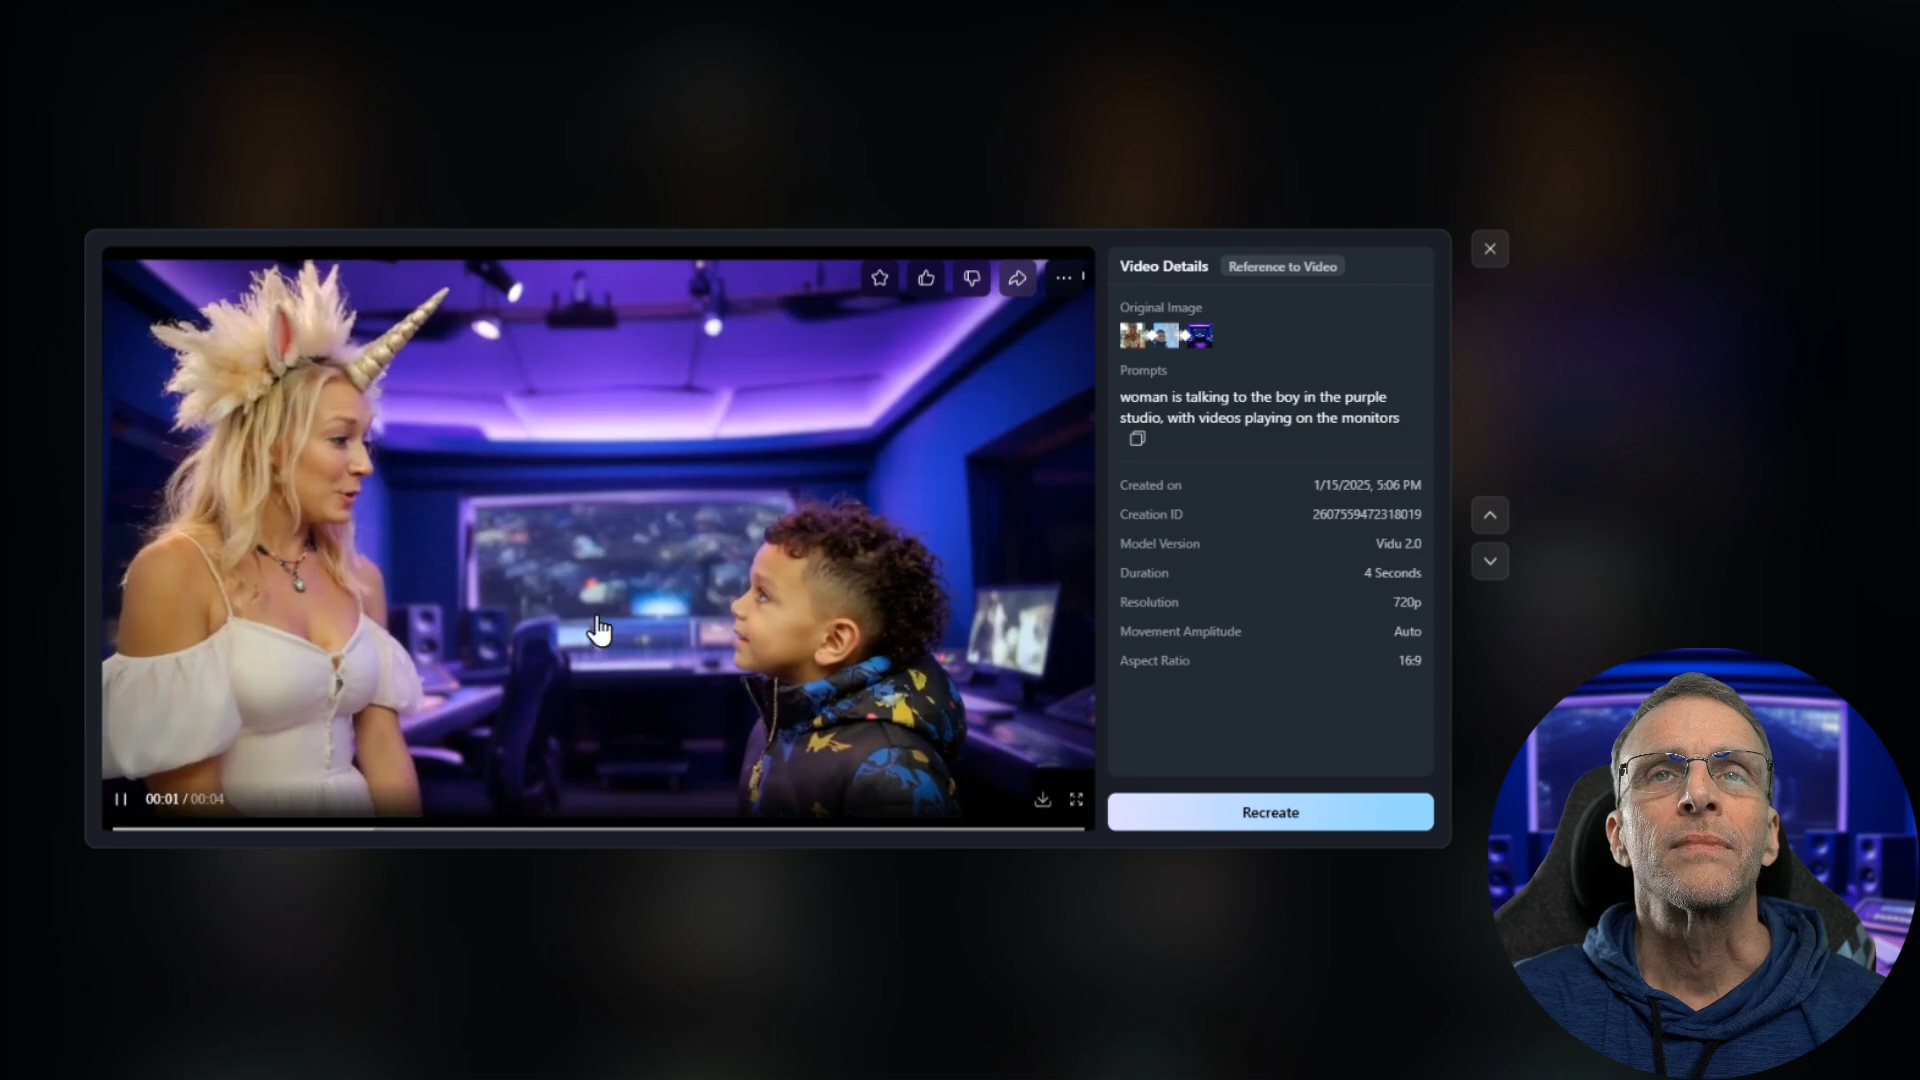 Video Details Reference to Video
Original Image
Prompts
woman is talking to the boy in the purple
studio, with videos playing on the monitors
Created on 1/15/2025, 5:06 PM
Creation ID 2607559472318019
Model Version Vidu 2.0
Duration 4 Seconds
Resolution 720p
Movement Amplitude Auto
Aspect Ratio 16:9
00:01 / 00:04
Recreate